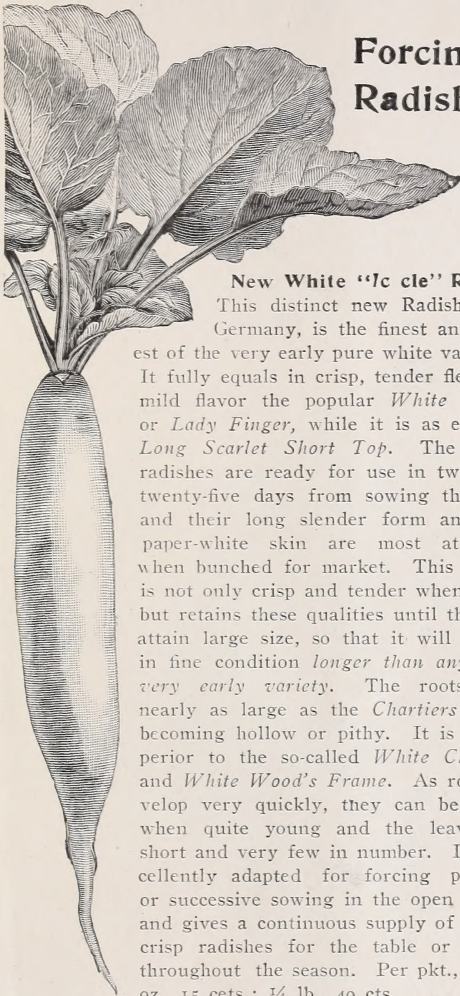 Forcin
Radish
New White “Ic cle” R
This distinct new Radish
Germany, is the finest an
est of the very early pure white va
It fully equals in crisp, tender fle
mild flavor the popular White
or Lady Finger, while it is as e
Long Scarlet Short Top. The
radishes are ready for use in tw
twenty-five days from sowing th
and their long slender form an
paper-white skin are most at
when bunched for market. This
is not only crisp and tender when
but retains these qualities until th
attain large size, so that it will
in fine condition longer than any
very early variety. The roots
nearly as large as the Chartiers
becoming hollow or pithy. It is
perior to the so-called White C
and White Wood’s Frame. As ro
velop very quickly, they can be
when quite young and the leav
short and very few in number. I
cellently adapted for forcing p
or successive sowing in the open
and gives a continuous supply of
crisp radishes for the table or
throughout the season. Per pkt.,
oz. 15 cets; ¼ lb. 40 cts